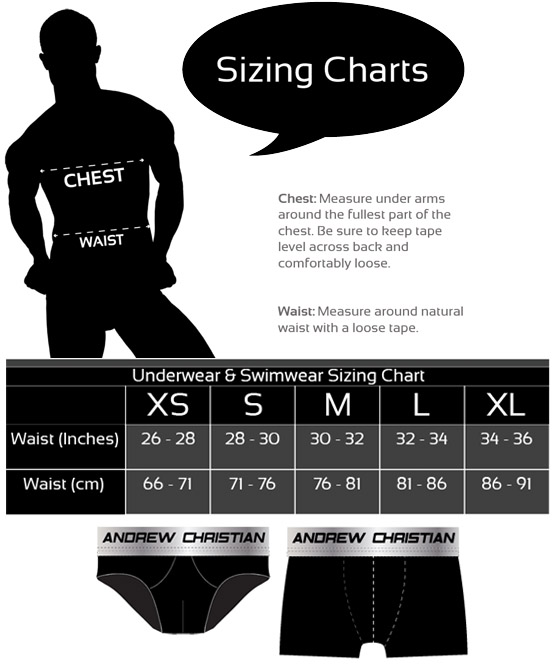 Sizing Charts
CHEST
WAIST
Chest: Measure under arms
around the fullest part of the
chest. Be sure to keep tape
level across back and
comfortably loose.
Waist: Measure around natural
waist with a loose tape.
Underwear & Swimwear Sizing Chart
XS S M L XL
Waist (Inches) 26 - 28 28 - 30 30 - 32 32 - 34 34 - 36
Waist (cm) 66 - 71 71 - 76 76 - 81 81 - 86 86 - 91
ANDREW CHRISTIAN ANDREW CHRISTIAN